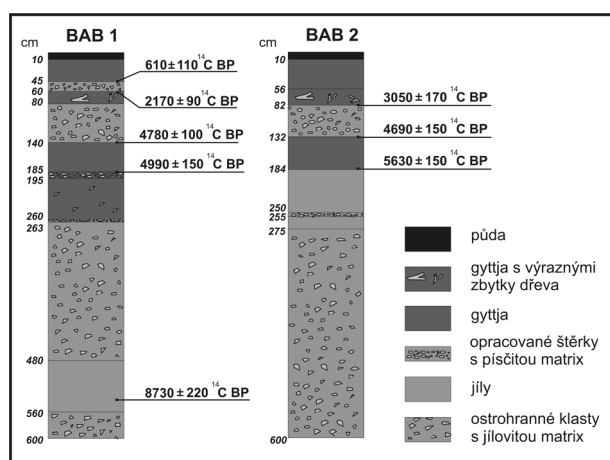 BAB 1
cm
10
45
60
80
140
185
195
260
263
480
560
600
610±110 ¹⁴C BP
2170±90 ¹⁴C BP
4780±100 ¹⁴C BP
4990±150 ¹⁴C BP
8730±220 ¹⁴C BP
BAB 2
cm
10
56
82
132
184
250
255
275
600
3050±170 ¹⁴C BP
4690±150 ¹⁴C BP
5630±150 ¹⁴C BP
půda
gyttja s výraznými
zbytky dřeva
gyttja
opracované štěrky
s písčitou matrix
jíly
ostrohranné klasty
s jílovitou matrix